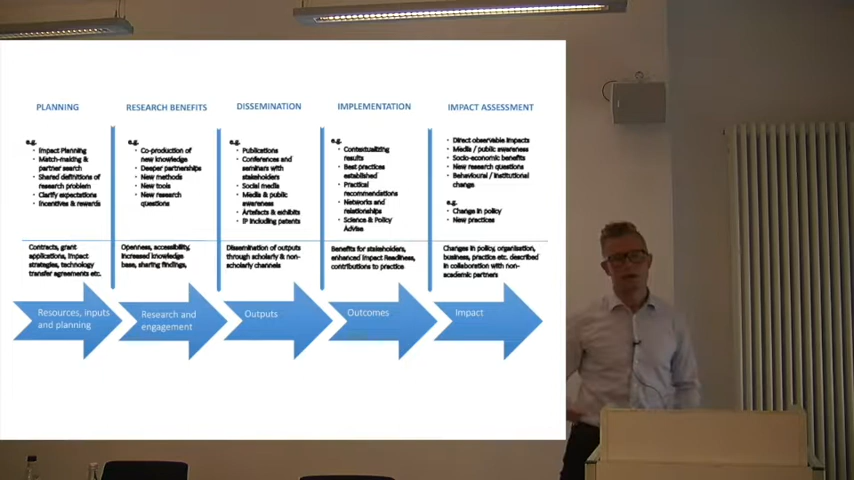 PLANNING
e.g.
• Impact Planning
• Match-making &
partner search
• Shared definitions of
research problem
• Clarify expectations
• Incentives & rewards
Contracts, grant
applications, impact
strategies, technology
transfer agreements etc.
Resources, inputs
and planning
RESEARCH BENEFITS
e.g.
• Co-production of
new knowledge
• Deeper partnerships
• New methods
• New tools
• New research
questions
Openness, accessibility,
increased knowledge
base, sharing findings,
Research and
engagement
DISSEMINATION
e.g.
• Publications
• Conferences and
seminars with
stakeholders
• Social media
• Media & public
awareness
• Artefacts & exhibits
• IP including patents
Dissemination of outputs
through scholarly & non-
scholarly channels
Outputs
IMPLEMENTATION
e.g.
• Contextualizing
results
• Best practices
established
• Practical
recommendations
• Networks and
relationships
• Science & Policy
Advise
Benefits for stakeholders,
enhanced Impact Readiness,
contributions to practice
Outcomes
IMPACT ASSESSMENT
• Direct observable impacts
• Media / public awareness
• Socio-economic benefits
• New research questions
• Behavioural / institutional
change
e.g.
• Change in policy
• New practices
Changes in policy, organisation,
business, practice etc. described
in collaboration with non-
academic partners
Impact